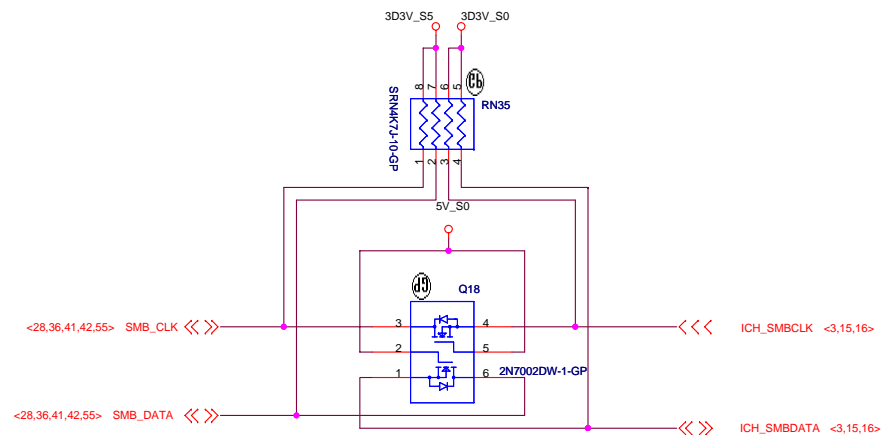 3D3V_S5 3D3V_S0
8 7 6 5
RN35
SRN4K7J-10-GP
1 2 3 4
5V_S0
GP
Q18
<28,36,41,42,55> SMB_CLK
3 4
ICH_SMBCLK <3,15,16>
2 5
1 6
2N7002DW-1-GP
<28,36,41,42,55> SMB_DATA
ICH_SMBDATA <3,15,16>